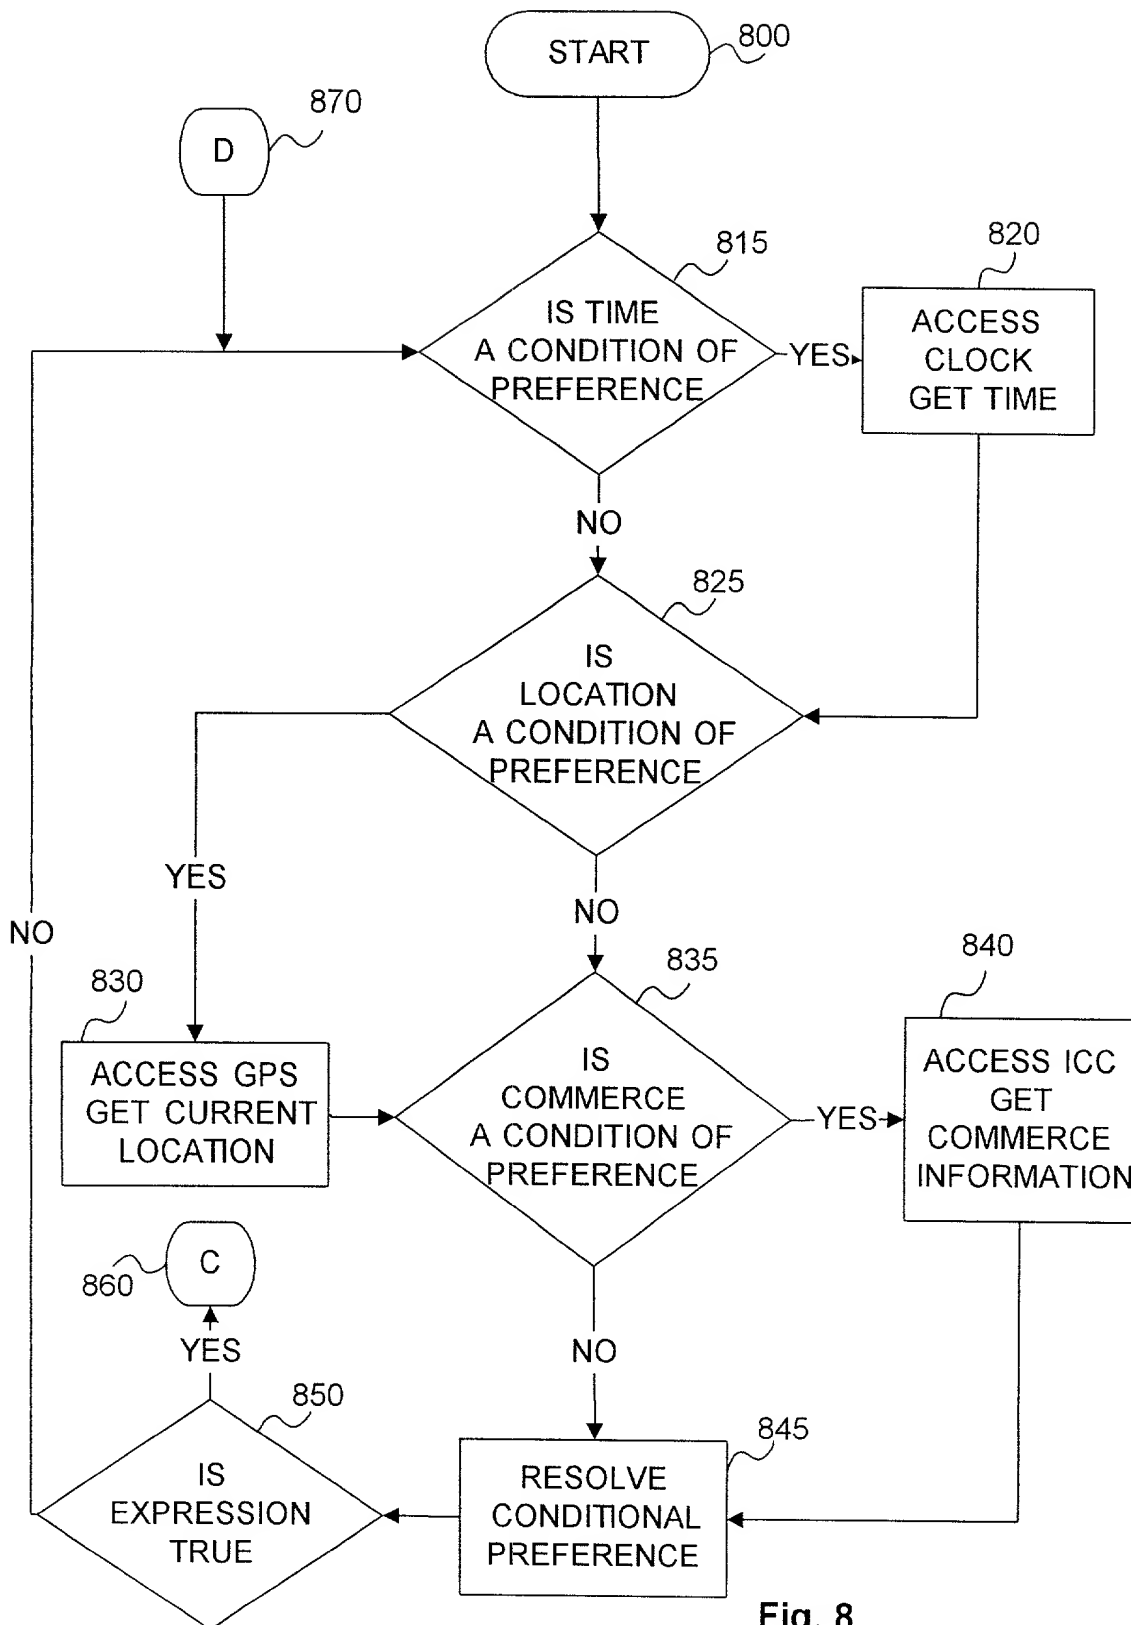 START
800
870
D
815
820
IS TIME
A CONDITION OF
PREFERENCE
YES
ACCESS
CLOCK
GET TIME
NO
825
IS
LOCATION
A CONDITION OF
PREFERENCE
YES
NO
NO
830
835
840
ACCESS GPS
GET CURRENT
LOCATION
IS
COMMERCE
A CONDITION OF
PREFERENCE
YES
ACCESS ICC
GET
COMMERCE
INFORMATION
C
860
YES
NO
850
845
IS
EXPRESSION
TRUE
RESOLVE
CONDITIONAL
PREFERENCE
Fig. 8